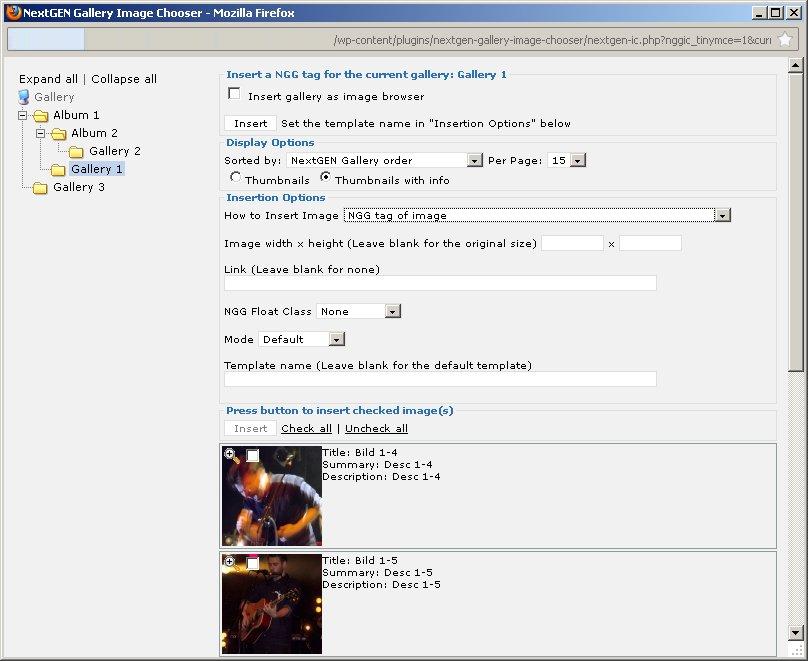 NextGEN Gallery Image Chooser - Mozilla Firefox
/wp-content/plugins/nextgen-gallery-image-chooser/nextgen-ic.php?nggic_tinymce=1&curr
Expand all | Collapse all
Gallery
Album 1
Album 2
Gallery 2
Gallery 1
Gallery 3
Insert a NGG tag for the current gallery: Gallery 1
Insert gallery as image browser
Insert Set the template name in "Insertion Options" below
Display Options
Sorted by: NextGEN Gallery order Per Page: 15
Thumbnails Thumbnails with info
Insertion Options
How to Insert Image NGG tag of image
Image width x height (Leave blank for the original size) x
Link (Leave blank for none)
NGG Float Class None
Mode Default
Template name (Leave blank for the default template)
Press button to insert checked image(s)
Insert Check all | Uncheck all
Title: Bild 1-4
Summary: Desc 1-4
Description: Desc 1-4
Title: Bild 1-5
Summary: Desc 1-5
Description: Desc 1-5